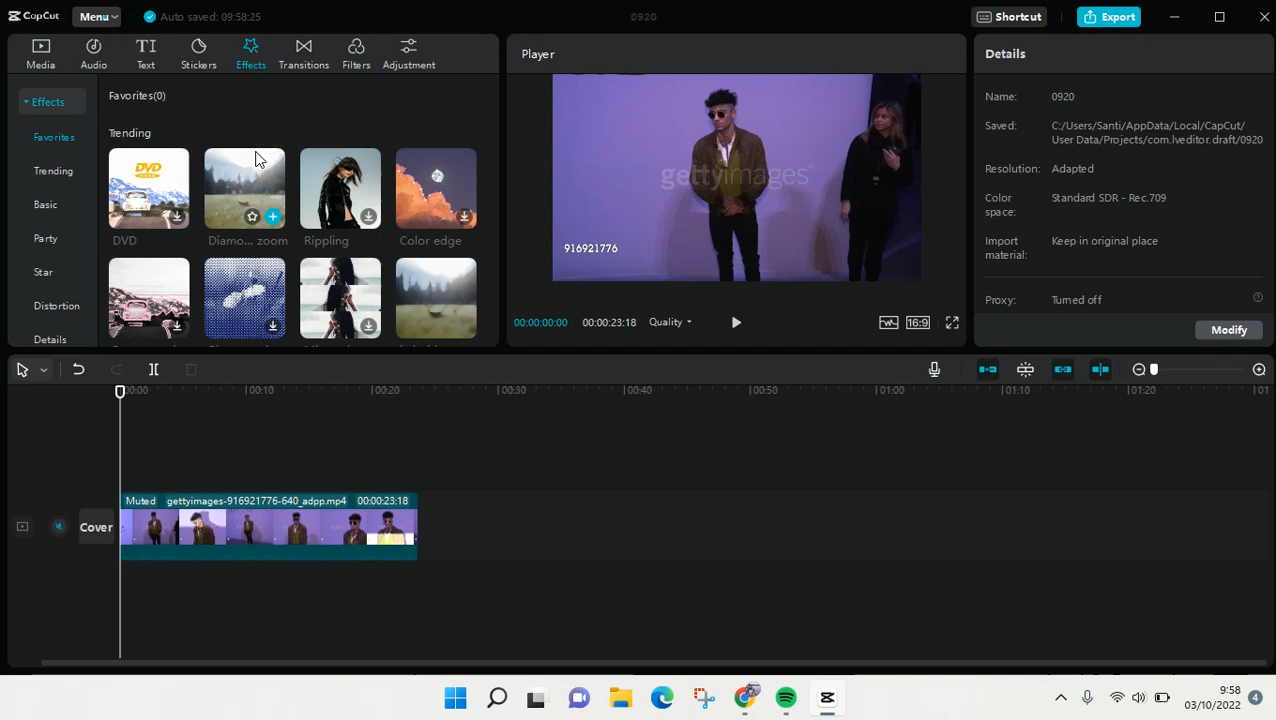 CapCut
Menu
Auto saved: 09:58:25
0920
Shortcut
Export
Media
Audio
Text
Stickers
Effects
Transitions
Filters
Adjustment
Effects
Favorites
Trending
Basic
Party
Star
Distortion
Details
Favorites(0)
Trending
DVD
DVD
Diamo... zoom
Rippling
Color edge
Player
gettyimages®
916921776
00:00:00:00
00:00:23:18
Quality
16:9
Details
Name:
0920
Saved:
C:/Users/Santi/AppData/Local/CapCut/
User Data/Projects/com.lveditor.draft/0920
Resolution:
Adapted
Color
space:
Standard SDR - Rec.709
Import
material:
Keep in original place
Proxy:
Turned off
Modify
00:00
00:10
00:20
00:30
00:40
00:50
01:00
01:10
01:20
01
Muted
gettyimages-916921776-640_adpp.mp4
00:00:23:18
Cover
9:58
03/10/2022
4